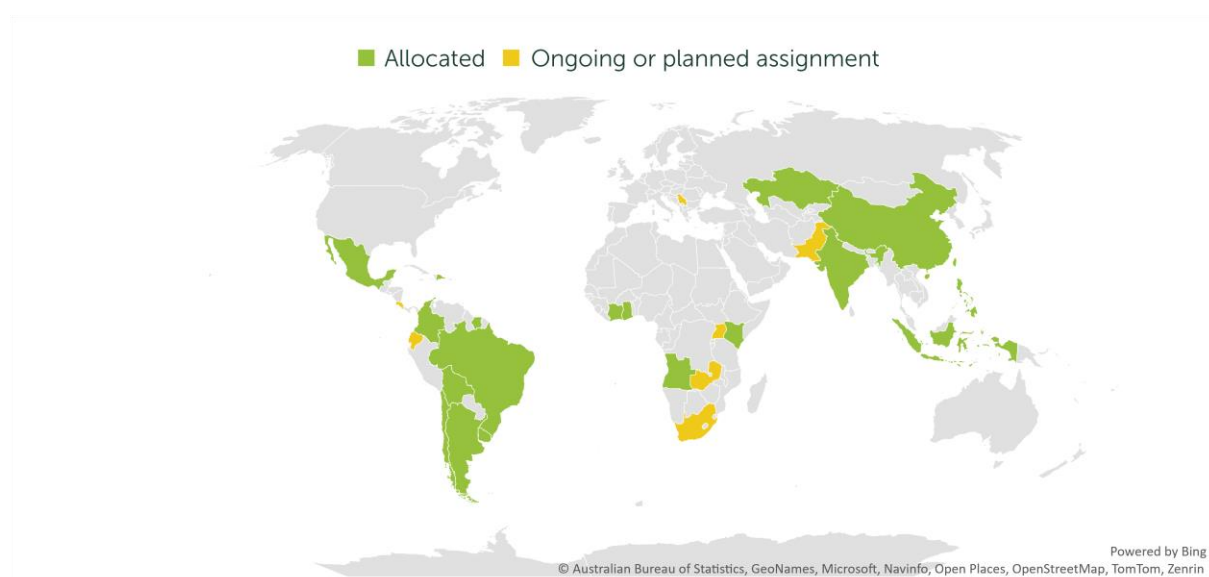 Allocated Ongoing or planned assignment
Powered by Bing
© Australian Bureau of Statistics, GeoNames, Microsoft, Navinfo, Open Places, OpenStreetMap, TomTom, Zenrin